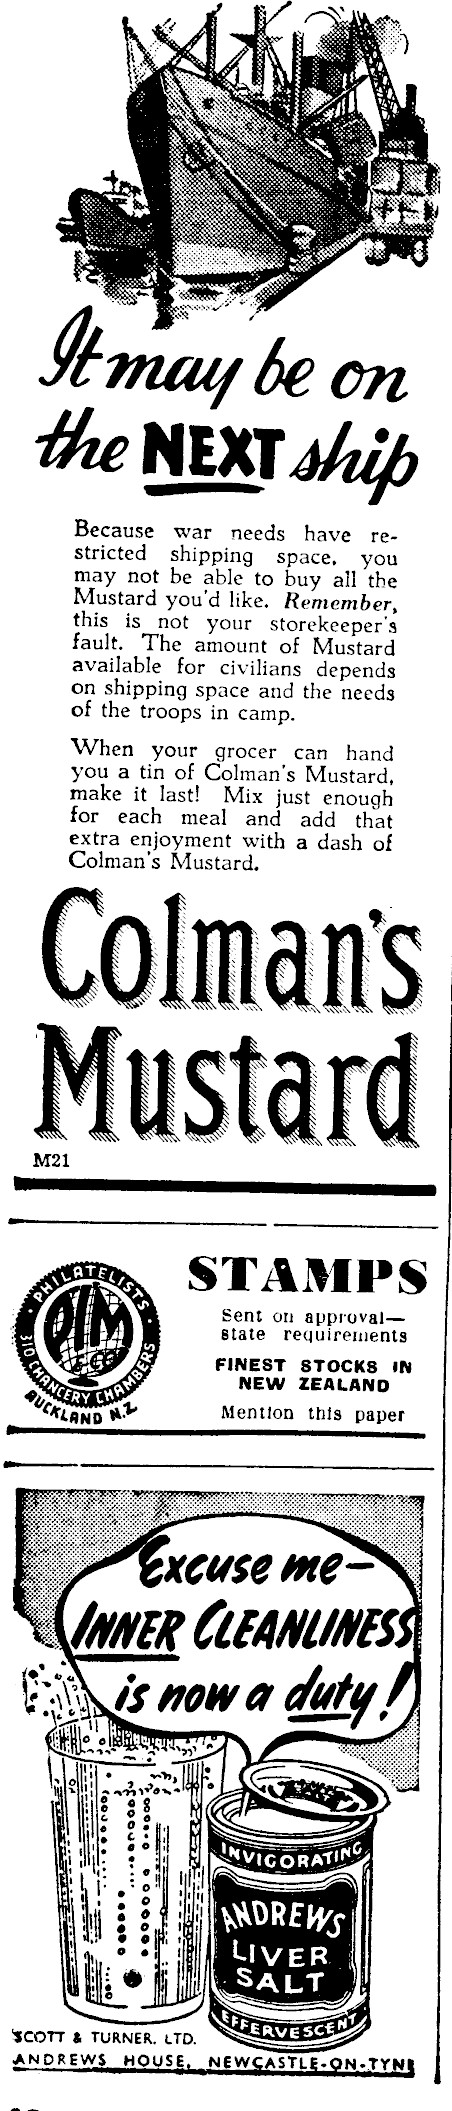 It may be on
the NEXT ship
Because war needs have re-
stricted shipping space, you
may not be able to buy all the
Mustard you'd like. Remember,
this is not your storekeeper's
fault. The amount of Mustard
available for civilians depends
on shipping space and the needs
of the troops in camp.
When your grocer can hand
you a tin of Colman's Mustard,
make it last! Mix just enough
for each meal and add that
extra enjoyment with a dash of
Colman's Mustard.
Colman's
Mustard
M21
PHILATELISTS
PIM
& CO
310 CHANCERY CHAMBERS
AUCKLAND N.Z.
STAMPS
Sent on approval—
state requirements
FINEST STOCKS IN
NEW ZEALAND
Mention this paper
Excuse me—
INNER CLEANLINESS
is now a duty!
INVIGORATING
ANDREWS
LIVER
SALT
EFFERVESCENT
SCOTT & TURNER. LTD.
ANDREWS HOUSE, NEWCASTLE-ON-TYNE